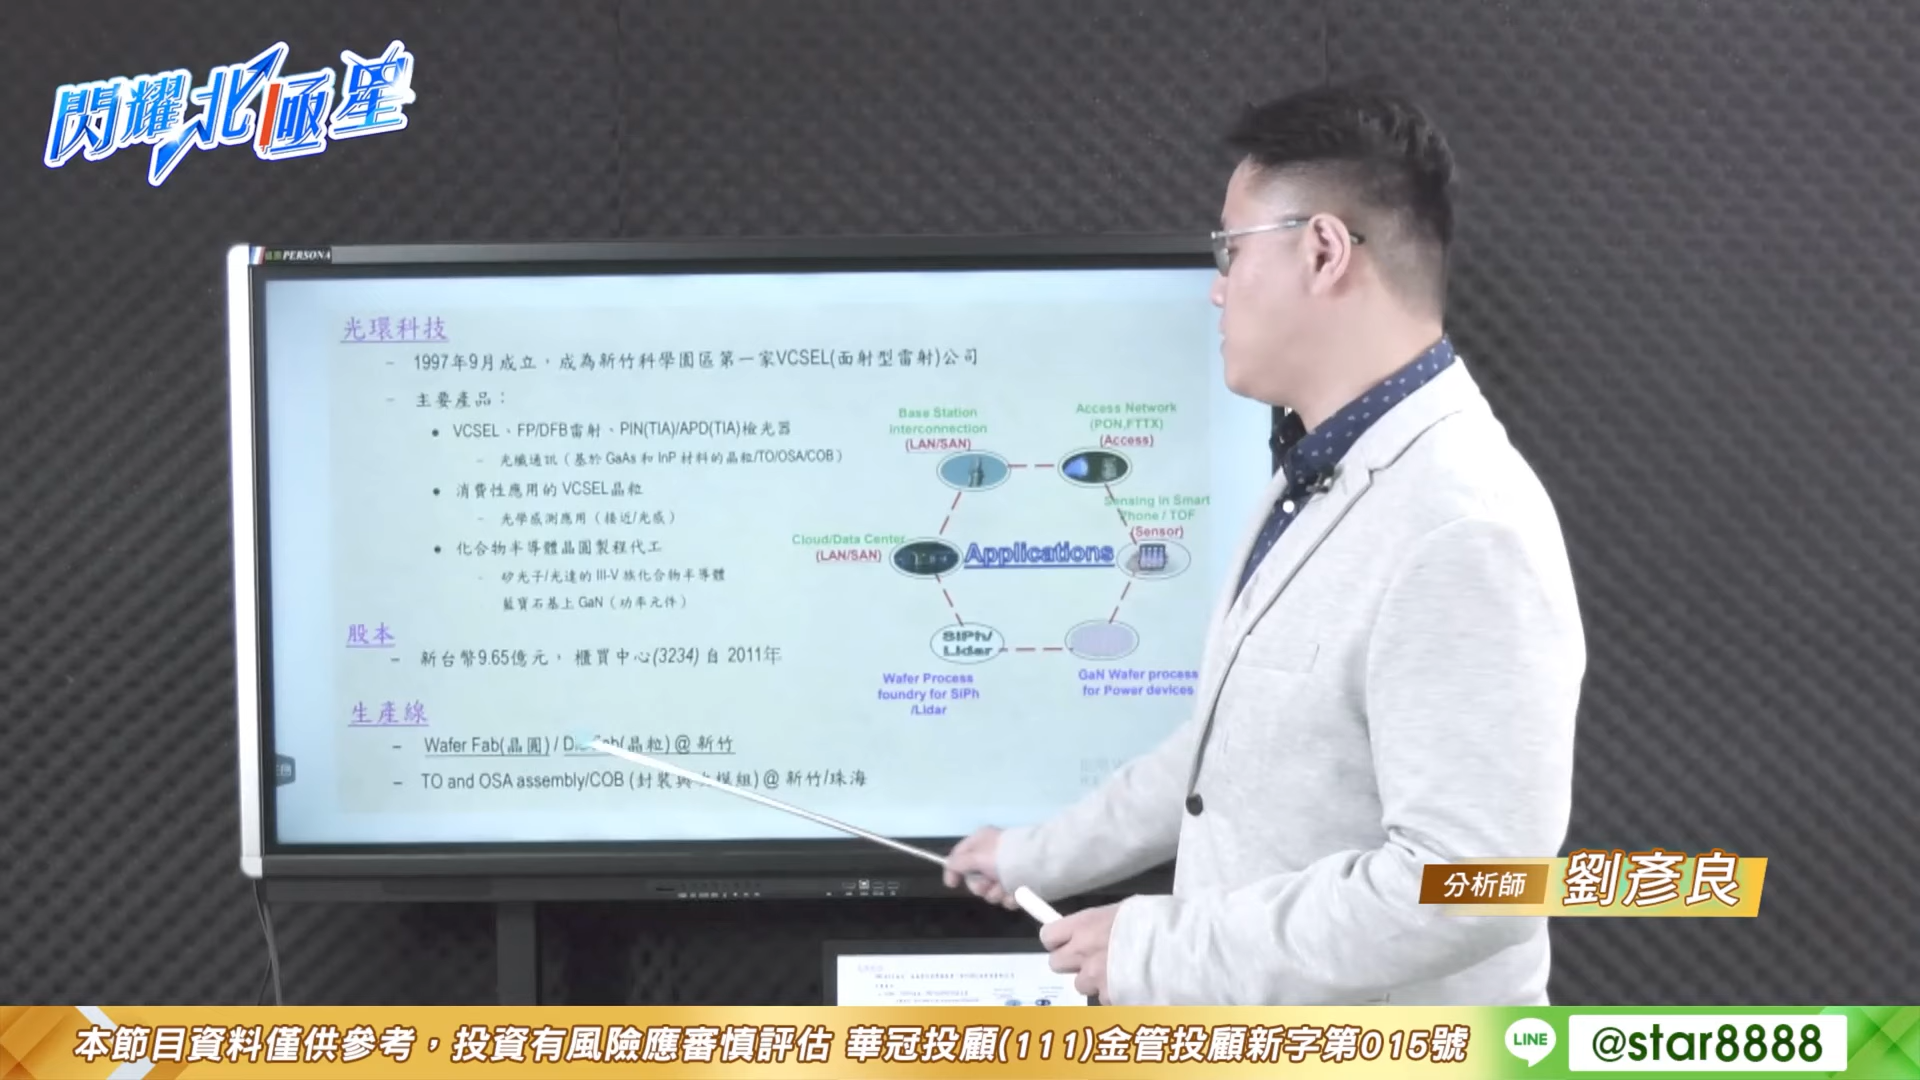 閃耀北極星
PERSONA
光環科技
- 1997年9月成立，成為新竹科學園區第一家VCSEL(面射型雷射)公司
- 主要產品：
• VCSEL、FP/DFB雷射、PIN(TIA)/APD(TIA)檢光器
- 光纖通訊（基於 GaAs 和 InP 材料的晶粒/TO/OSA/COB）
• 消費性應用的 VCSEL晶粒
- 光學感測應用（接近/光感）
• 化合物半導體晶圓製程代工
- 矽光子/光達的 III-V 族化合物半導體
藍寶石基上 GaN（功率元件）
股本
- 新台幣9.65億元， 櫃買中心(3234) 自 2011年
生產線
- Wafer Fab(晶圓) / (晶粒) @ 新竹
- TO and OSA assembly/COB (封裝與 模組) @ 新竹/珠海
Base Station
Interconnection
(LAN/SAN)
Access Network
(PON,FTTX)
(Access)
Sensing in Smart
Phone / TOF
(Sensor)
Cloud/Data Center
(LAN/SAN)
Applications
SiPh/
Lidar
Wafer Process
foundry for SiPh
/Lidar
GaN Wafer process
for Power devices
分析師 劉彥良
本節目資料僅供參考，投資有風險應審慎評估 華冠投顧(111)金管投顧新字第015號
LINE @star8888